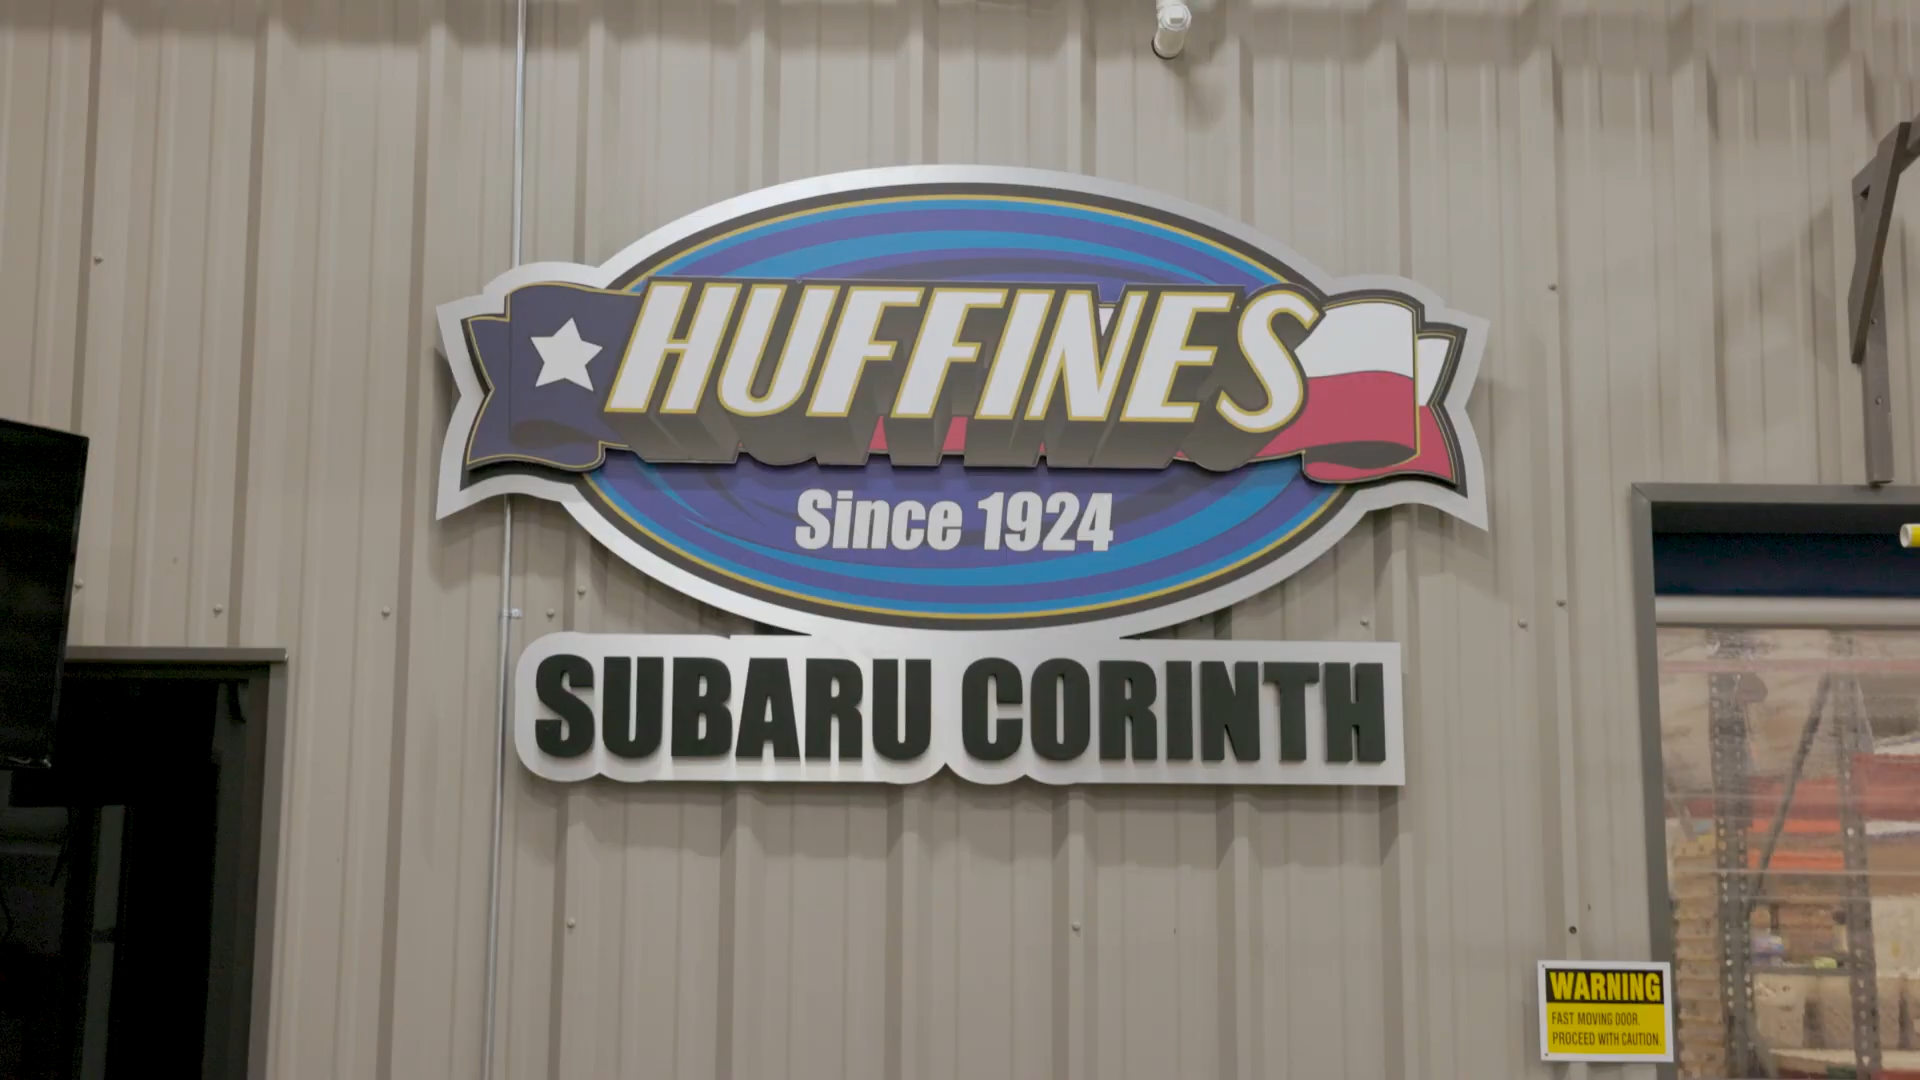 HUFFINES
Since 1924
SUBARU CORINTH
WARNING
FAST MOVING DOOR.
PROCEED WITH CAUTION.